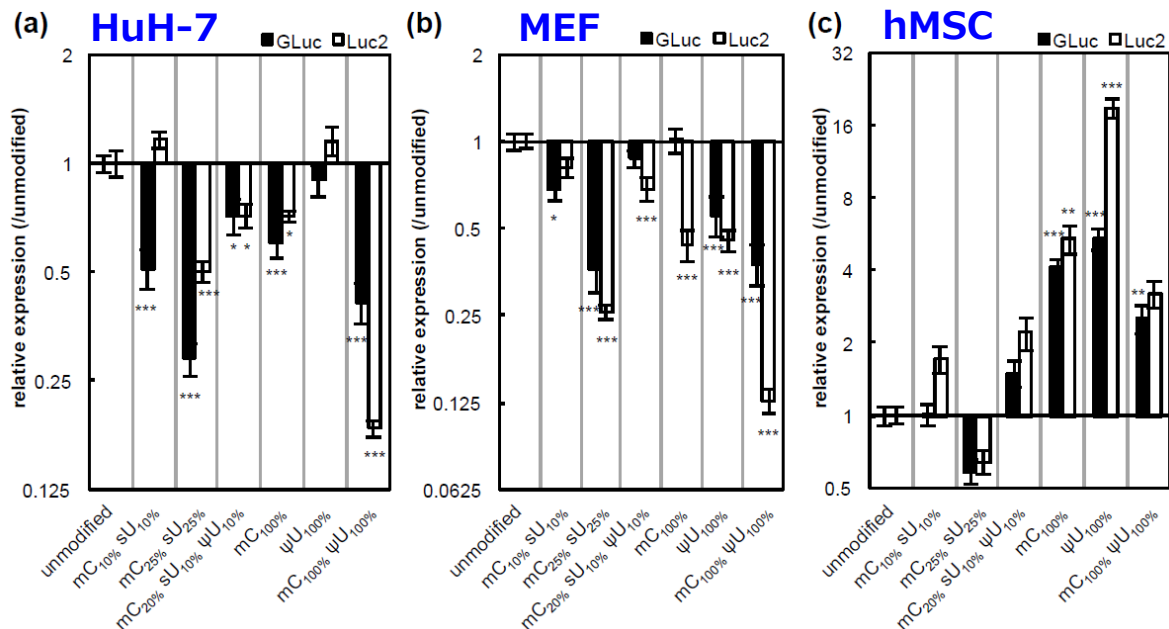 (a) HuH-7
GLuc Luc2
relative expression (/unmodified)
2
1
0.5
0.25
0.125
***
***
***
* *
***
*
***
***
unmodified
mC10% sU10%
mC25% sU25%
mC20% sU10% ψU10%
mC100%
ψU100%
mC100% ψU100%
(b) MEF
GLuc Luc2
relative expression (/unmodified)
2
1
0.5
0.25
0.125
0.0625
*
***
***
***
***
***
***
***
***
unmodified
mC10% sU10%
mC25% sU25%
mC20% sU10% ψU10%
mC100%
ψU100%
mC100% ψU100%
(c) hMSC
GLuc Luc2
relative expression (/unmodified)
32
16
8
4
2
1
0.5
***
**
***
***
**
unmodified
mC10% sU10%
mC25% sU25%
mC20% sU10% ψU10%
mC100%
ψU100%
mC100% ψU100%